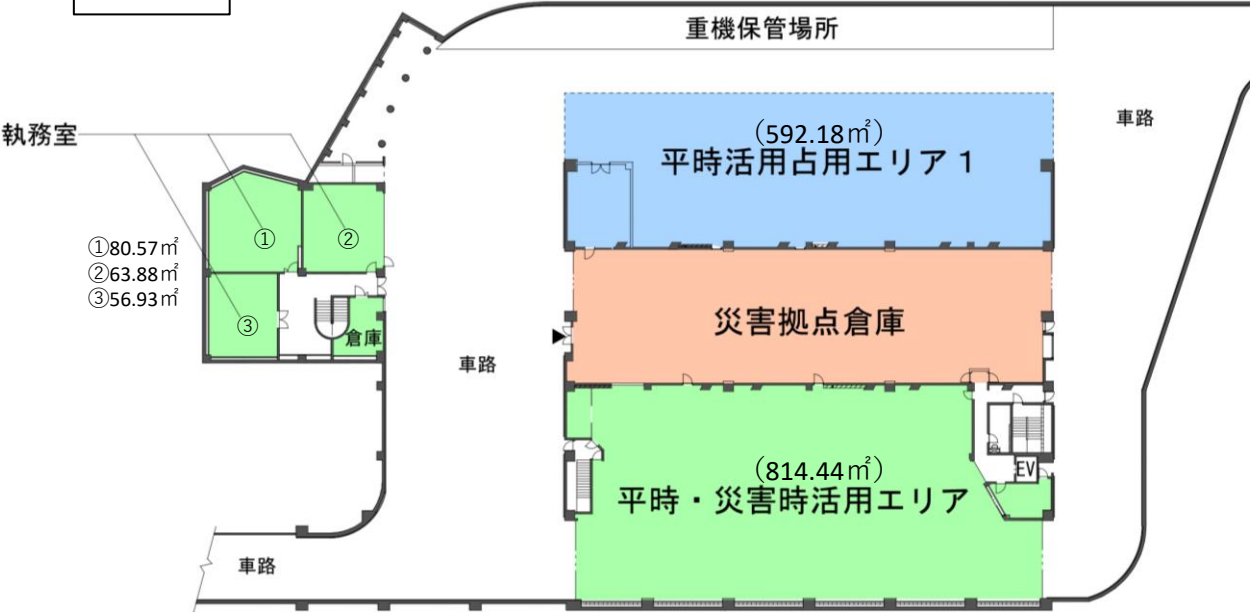 重機保管場所
車路
執務室
(592.18㎡)
平時活用占用エリア１
①
②
①80.57㎡
②63.88㎡
③56.93㎡
③
倉庫
災害拠点倉庫
車路
(814.44㎡)
平時・災害時活用エリア
EV
車路